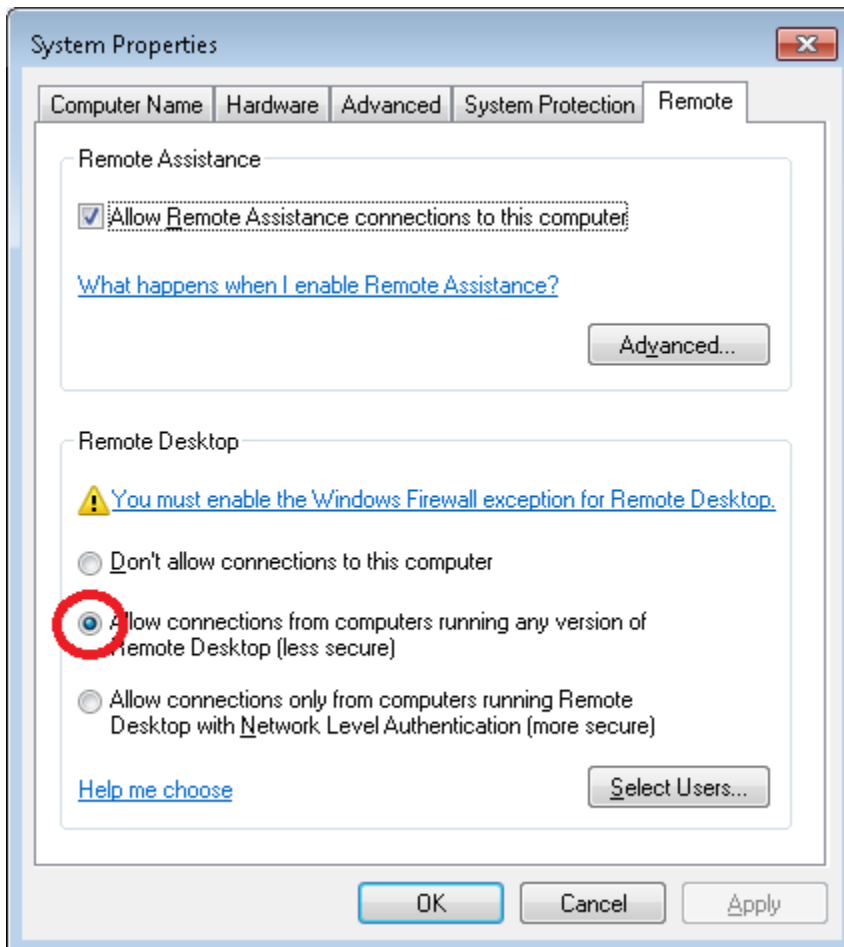 System Properties
Computer Name Hardware Advanced System Protection Remote
Remote Assistance
Allow Remote Assistance connections to this computer
What happens when I enable Remote Assistance?
Advanced...
Remote Desktop
You must enable the Windows Firewall exception for Remote Desktop.
Don't allow connections to this computer
Allow connections from computers running any version of
Remote Desktop (less secure)
Allow connections only from computers running Remote
Desktop with Network Level Authentication (more secure)
Help me choose
Select Users...
OK Cancel Apply